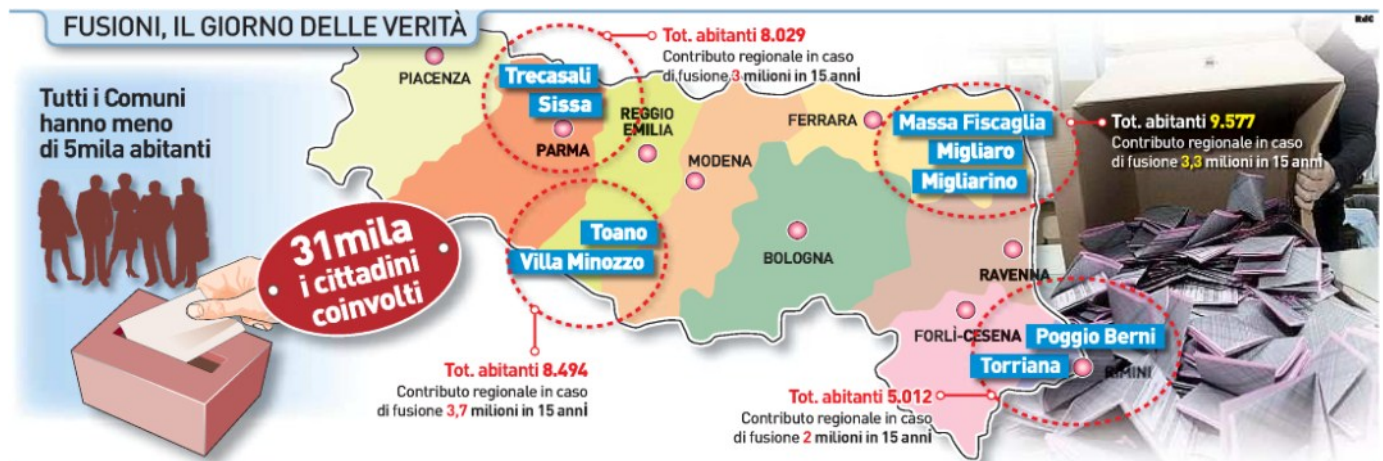 FUSIONI, IL GIORNO DELLE VERITÀ
RdC
Tutti i Comuni
hanno meno
di 5mila abitanti
31mila
i cittadini
coinvolti
PIACENZA
Trecasali
Sissa
PARMA
REGGIO
EMILIA
MODENA
FERRARA
BOLOGNA
RAVENNA
FORLÌ-CESENA
RIMINI
Tot. abitanti 8.029
Contributo regionale in caso
di fusione 3 milioni in 15 anni
Massa Fiscaglia
Migliaro
Migliarino
Tot. abitanti 9.577
Contributo regionale in caso
di fusione 3,3 milioni in 15 anni
Toano
Villa Minozzo
Tot. abitanti 8.494
Contributo regionale in caso
di fusione 3,7 milioni in 15 anni
Poggio Berni
Torriana
Tot. abitanti 5.012
Contributo regionale in caso
di fusione 2 milioni in 15 anni